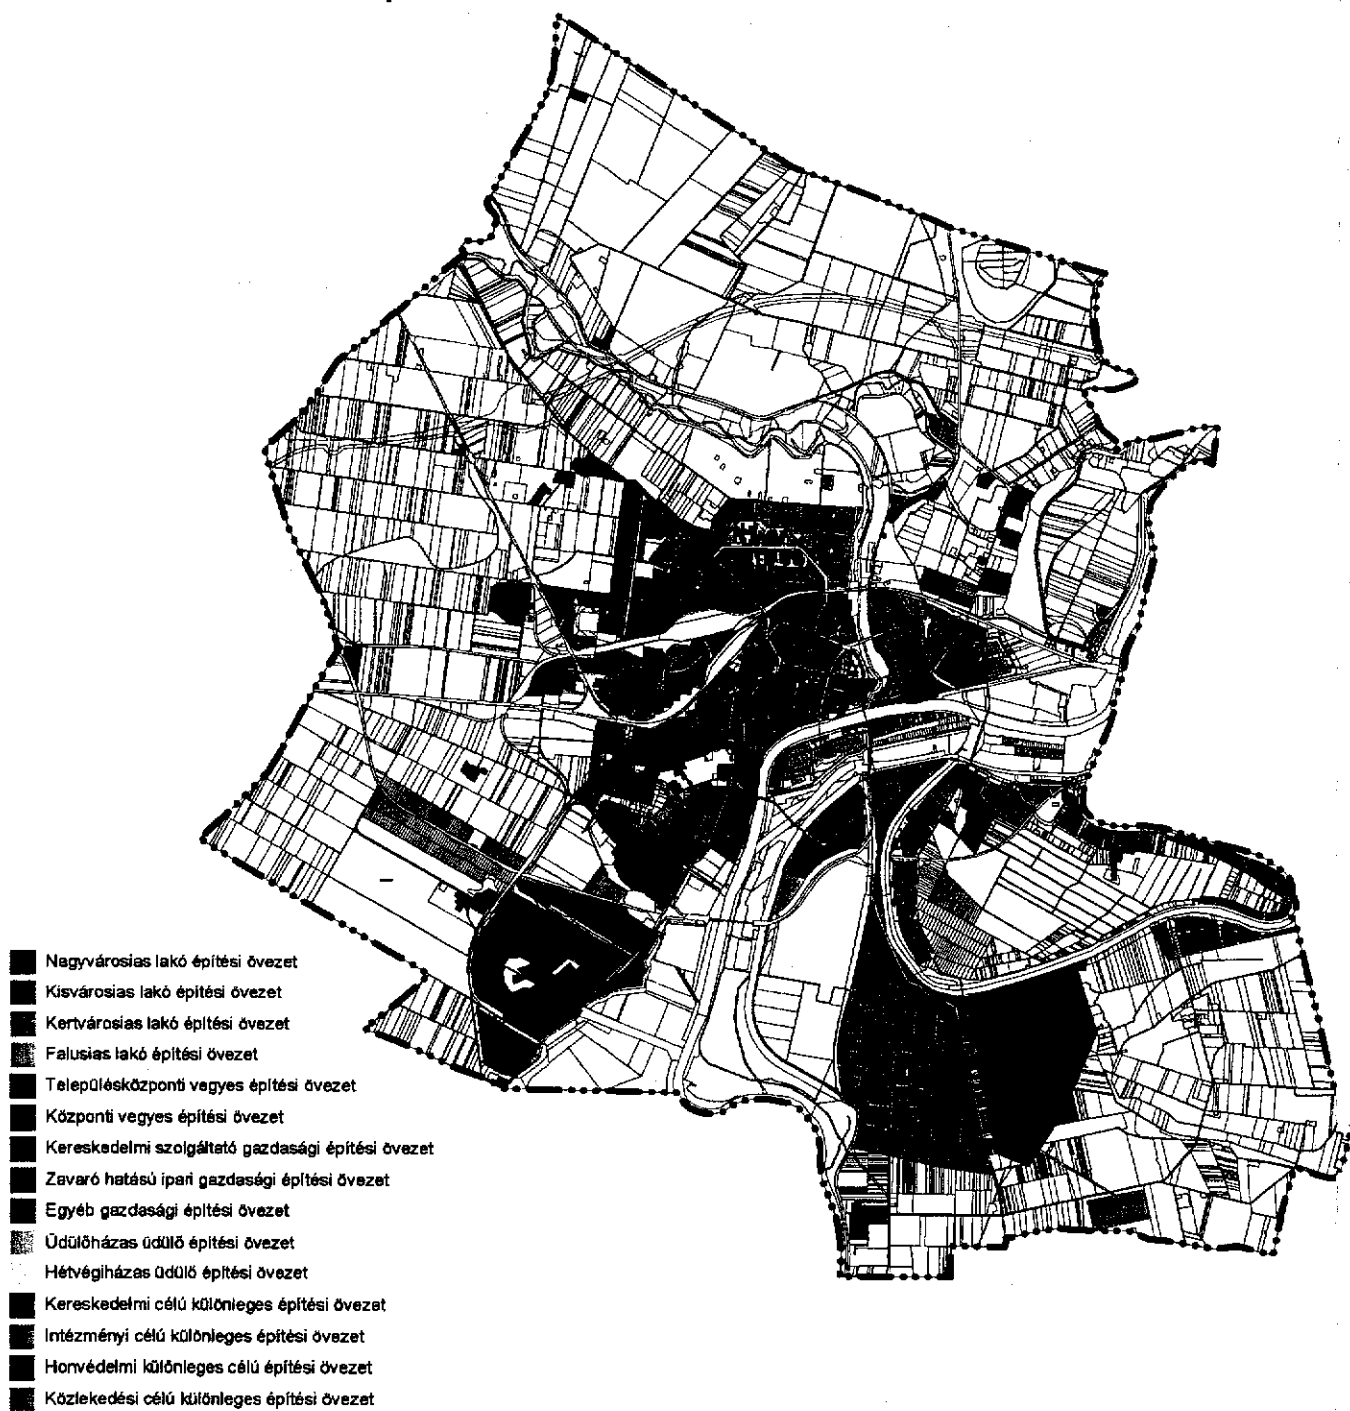 Nagyvárosias lakó építési övezet
Kisvárosias lakó építési övezet
Kertvárosias lakó építési övezet
Falusias lakó építési övezet
Településközponti vegyes építési övezet
Központi vegyes építési övezet
Kereskedelmi szolgáltató gazdasági építési övezet
Zavaró hatású ipari gazdasági építési övezet
Egyéb gazdasági építési övezet
Üdülőházas üdülő építési övezet
Hétvégiházas üdülő építési övezet
Kereskedelmi célú különleges építési övezet
Intézményi célú különleges építési övezet
Honvédelmi különleges célú építési övezet
Közlekedési célú különleges építési övezet